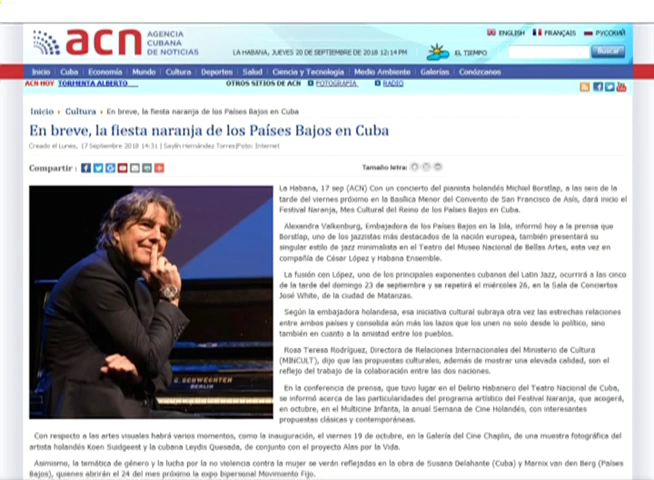 ENGLISH FRANÇAIS РУССКИЙ
acn AGENCIA
CUBANA
DE NOTICIAS
LA HABANA, JUEVES 20 DE SEPTIEMBRE DE 2018 12:14 PM
EL TIEMPO
Buscar
Inicio Cuba Economía Mundo Cultura Deportes Salud Ciencia y Tecnología Medio Ambiente Galerías Conózcanos
ACN HOY TORMENTA ALBERTO OTROS SITIOS DE ACN FOTOGRAFÍA RADIO
Inicio Cultura En breve, la fiesta naranja de los Países Bajos en Cuba
En breve, la fiesta naranja de los Países Bajos en Cuba
Creado el Lunes, 17 Septiembre 2018 14:31 | Saylín Hernández Torres|Foto: Internet
Compartir : Tamaño letra:
La Habana, 17 sep (ACN) Con un concierto del pianista holandés Michiel Borstlap, a las seis de la
tarde del viernes próximo en la Basílica Menor del Convento de San Francisco de Asís, dará inicio el
Festival Naranja, Mes Cultural del Reino de los Países Bajos en Cuba.
Alexandra Valkenburg, Embajadora de los Países Bajos en la Isla, informó hoy a la prensa que
Borstlap, uno de los jazzistas más destacados de la nación europea, también presentará su
singular estilo de jazz minimalista en el Teatro del Museo Nacional de Bellas Artes, esta vez en
compañía de César López y Habana Ensemble.
La fusión con López, uno de los principales exponentes cubanos del Latin Jazz, ocurrirá a las cinco
de la tarde del domingo 23 de septiembre y se repetirá el miércoles 26, en la Sala de Conciertos
José White, de la ciudad de Matanzas.
Según la embajadora holandesa, esa iniciativa cultural subraya otra vez las estrechas relaciones
entre ambos países y consolida aún más los lazos que los unen no solo desde lo político, sino
también en cuanto a la amistad entre los pueblos.
Rosa Teresa Rodríguez, Directora de Relaciones Internacionales del Ministerio de Cultura
(MINCULT), dijo que las propuestas culturales, además de mostrar una elevada calidad, son el
reflejo del trabajo de la colaboración entre las dos naciones.
En la conferencia de prensa, que tuvo lugar en el Delirio Habanero del Teatro Nacional de Cuba,
se informó acerca de las particularidades del programa artístico del Festival Naranja, que acogerá,
en octubre, en el Multicine Infanta, la anual Semana de Cine Holandés, con interesantes
propuestas clásicas y contemporáneas.
G. SCHWECHTEN
BERLIN
Con respecto a las artes visuales habrá varios momentos, como la inauguración, el viernes 19 de octubre, en la Galería del Cine Chaplin, de una muestra fotográfica del
artista holandés Koen Suidgeest y la cubana Leydis Quesada, de conjunto con el proyecto Alas por la Vida.
Asimismo, la temática de género y la lucha por la no violencia contra la mujer se verán reflejadas en la obra de Susana Delahante (Cuba) y Marnix van den Berg (Países
Bajos), quienes abrirán el 24 del mes próximo la expo bipersonal Movimiento Fijo.